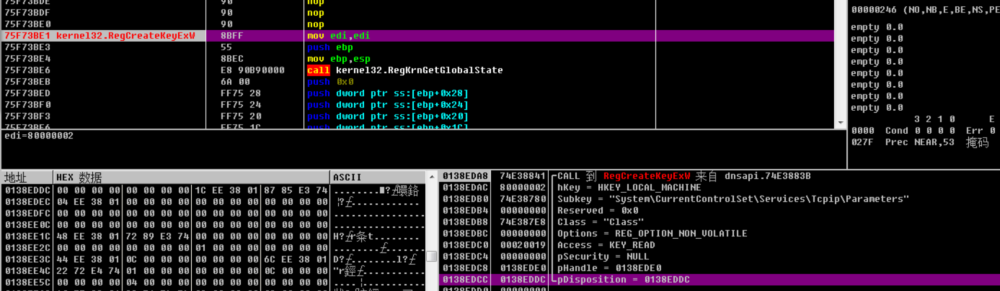 75F73BDE 90 nop
75F73BDF 90 nop
75F73BE0 90 nop
75F73BE1 kernel32.RegCreateKeyExW 8BFF mov edi,edi
75F73BE3 55 push ebp
75F73BE4 8BEC mov ebp,esp
75F73BE6 E8 90B90000 call kernel32.RegKrnGetGlobalState
75F73BEB 6A 00 push 0x0
75F73BED FF75 28 push dword ptr ss:[ebp+0x28]
75F73BF0 FF75 24 push dword ptr ss:[ebp+0x24]
75F73BF3 FF75 20 push dword ptr ss:[ebp+0x20]
75F73BF6 FF75 1C push dword ptr ss:[ebp+0x1C]
00000246 (NO,NB,E,BE,NS,PE
empty 0.0
empty 0.0
empty 0.0
empty 0.0
empty 0.0
empty 0.0
empty 0.0
empty 0.0
3 2 1 0 E
0000 Cond 0 0 0 0 Err 0
027F Prec NEAR,53 掩码
edi=80000002
地址 HEX 数据 ASCII
0138EDDC 00 00 00 00 00 00 00 00 1C EE 38 01 87 85 E3 74
0138EDEC 04 EE 38 01 00 00 00 00 00 00 00 00 00 00 00 00
0138EDFC 00 00 00 00 00 00 00 00 00 00 00 00 00 00 00 00
0138EE0C 00 00 00 00 00 00 00 00 00 00 00 00 00 00 00 00
0138EE1C 48 EE 38 01 72 89 E3 74 00 00 00 00 00 00 00 00
0138EE2C 00 00 00 00 00 00 00 00 01 00 00 00 00 00 00 00
0138EE3C 44 EE 38 01 0C 00 00 00 00 00 00 00 6C EE 38 01
0138EE4C 22 72 E4 74 01 00 00 00 00 00 00 00 0C 00 00 00
0138EE5C 00 00 00 00 04 00 00 00 00 00 00 00 00 00 00 00
0138EDA8 74E38841 CALL 到 RegCreateKeyExW 来自 dnsapi.74E3883B
0138EDAC 80000002 hKey = HKEY_LOCAL_MACHINE
0138EDB0 74E38780 Subkey = "System\CurrentControlSet\Services\Tcpip\Parameters"
0138EDB4 00000000 Reserved = 0x0
0138EDB8 74E387E8 Class = "Class"
0138EDBC 00000000 Options = REG_OPTION_NON_VOLATILE
0138EDC0 00020019 Access = KEY_READ
0138EDC4 00000000 pSecurity = NULL
0138EDC8 0138EDE0 pHandle = 0138EDE0
0138EDCC 0138EDDC pDisposition = 0138EDDC
0138EDD0 00000000